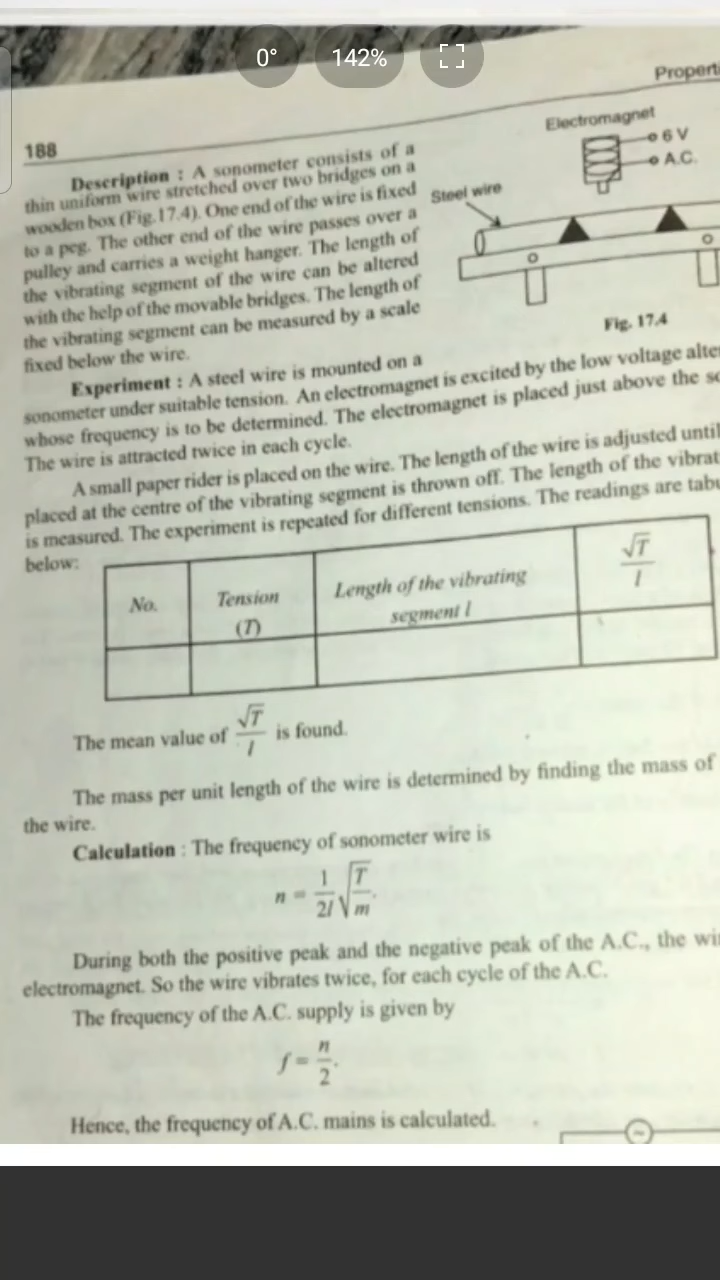 0°
142%
Propert
188
Electromagnet
6 V
A.C.
Steel wire
Fig. 17.4
Description : A sonometer consists of a
thin uniform wire stretched over two bridges on a
wooden box (Fig.17.4). One end of the wire is fixed
to a peg. The other end of the wire passes over a
pulley and carries a weight hanger. The length of
the vibrating segment of the wire can be altered
with the help of the movable bridges. The length of
the vibrating segment can be measured by a scale
fixed below the wire.
Experiment : A steel wire is mounted on a
sonometer under suitable tension. An electromagnet is excited by the low voltage alte
whose frequency is to be determined. The electromagnet is placed just above the so
The wire is attracted twice in each cycle.
A small paper rider is placed on the wire. The length of the wire is adjusted until
placed at the centre of the vibrating segment is thrown off. The length of the vibrat
is measured. The experiment is repeated for different tensions. The readings are tabu
below:
No. Tension (T) Length of the vibrating segment l √T/l
The mean value of √T/l is found.
The mass per unit length of the wire is determined by finding the mass of
the wire.
Calculation : The frequency of sonometer wire is
n = 1/2l √T/m.
During both the positive peak and the negative peak of the A.C., the wi
electromagnet. So the wire vibrates twice, for each cycle of the A.C.
The frequency of the A.C. supply is given by
f = n/2.
Hence, the frequency of A.C. mains is calculated.
~